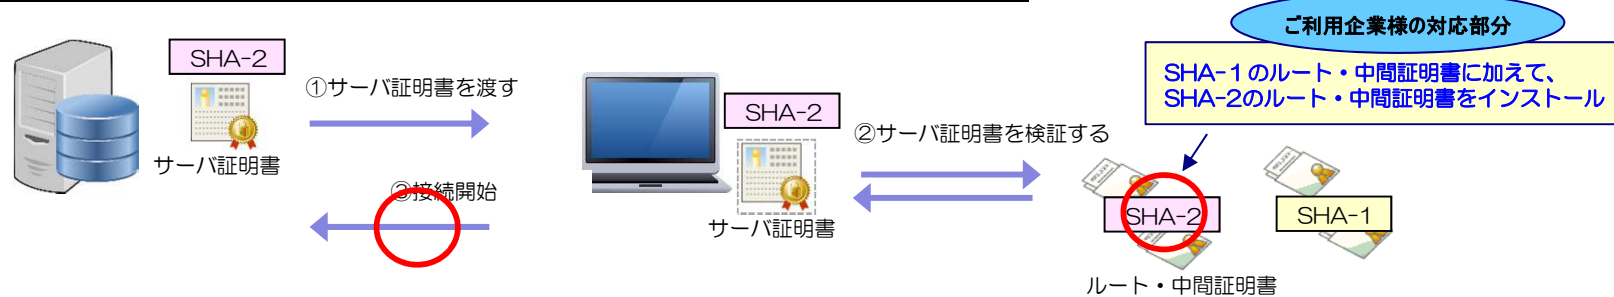 ご利用企業様の対応部分
SHA-1のルート・中間証明書に加えて、
SHA-2のルート・中間証明書をインストール
SHA-2
サーバ証明書
①サーバ証明書を渡す
③接続開始
SHA-2
サーバ証明書
②サーバ証明書を検証する
SHA-2
SHA-1
ルート・中間証明書